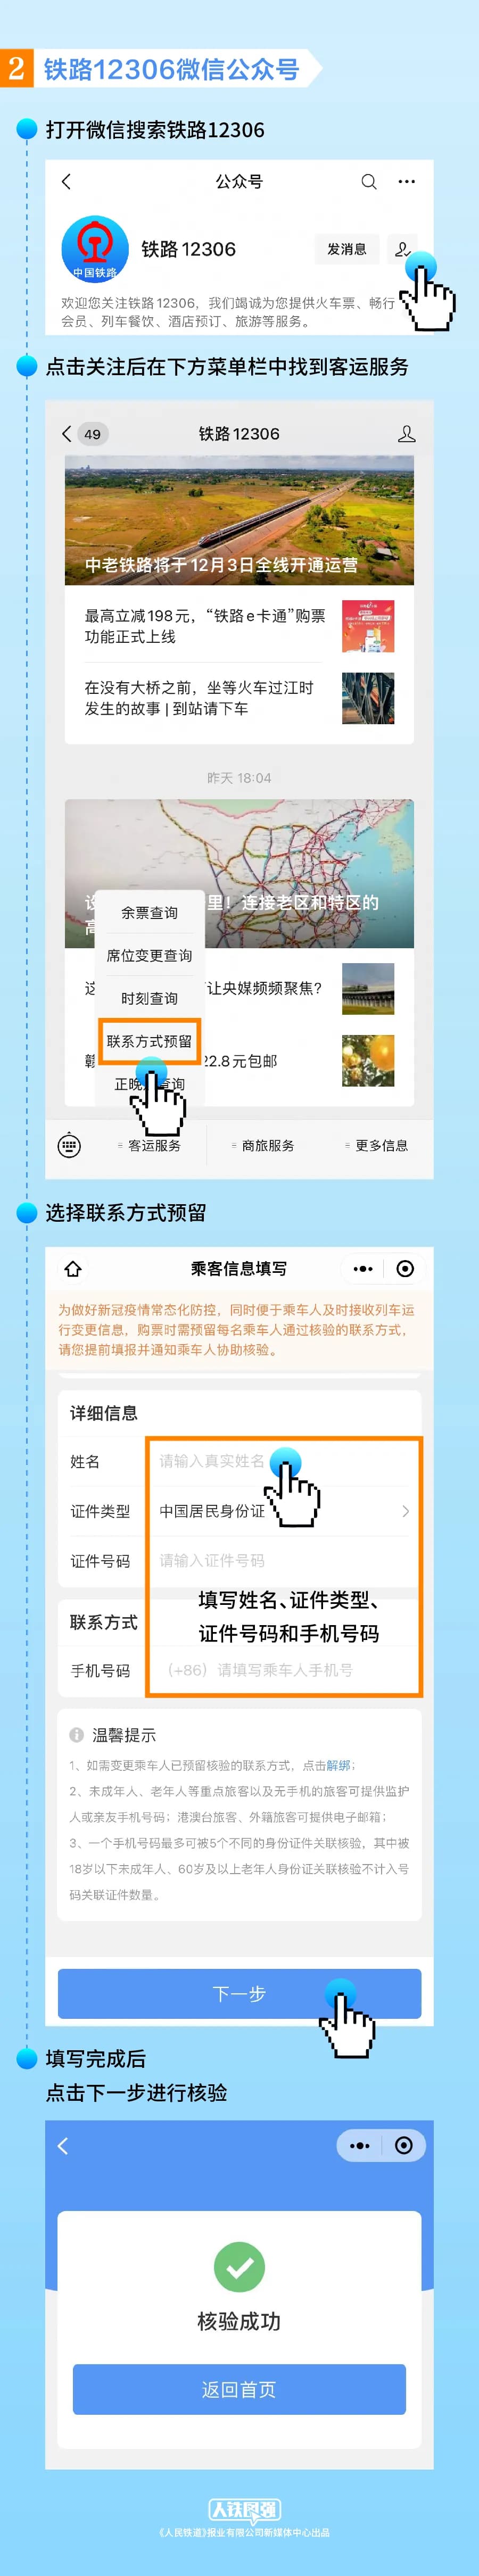 2 铁路12306微信公众号
打开微信搜索铁路12306
公众号
中国铁路
铁路 12306
发消息
欢迎您关注铁路12306，我们竭诚为您提供火车票、畅行
会员、列车餐饮、酒店预订、旅游等服务。
点击关注后在下方菜单栏中找到客运服务
49
铁路 12306
中老铁路将于12月3日全线开通运营
最高立减198元，“铁路e卡通”购票
功能正式上线
在没有大桥之前，坐等火车过江时
发生的故事 | 到站请下车
昨天 18:04
里！连接老区和特区的
高
余票查询
席位变更查询
这
让央媒频频聚焦?
时刻查询
联系方式预留
赣
22.8元包邮
正晚
查询
客运服务
商旅服务
更多信息
选择联系方式预留
乘客信息填写
为做好新冠疫情常态化防控，同时便于乘车人及时接收列车运
行变更信息，购票时需预留每名乘车人通过核验的联系方式，
请您提前填报并通知乘车人协助核验。
详细信息
姓名
请输入真实姓名
证件类型
中国居民身份证
证件号码
请输入证件号码
填写姓名、证件类型、
证件号码和手机号码
联系方式
手机号码
（+86）请填写乘车人手机号
温馨提示
1、如需变更乘车人已预留核验的联系方式，点击解绑；
2、未成年人、老年人等重点旅客以及无手机的旅客可提供监护
人或亲友手机号码；港澳台旅客、外籍旅客可提供电子邮箱；
3、一个手机号码最多可被5个不同的身份证件关联核验，其中被
18岁以下未成年人、60岁及以上老年人身份证关联核验不计入号
码关联证件数量。
下一步
填写完成后
点击下一步进行核验
核验成功
返回首页
人铁图强
《人民铁道》报业有限公司新媒体中心出品